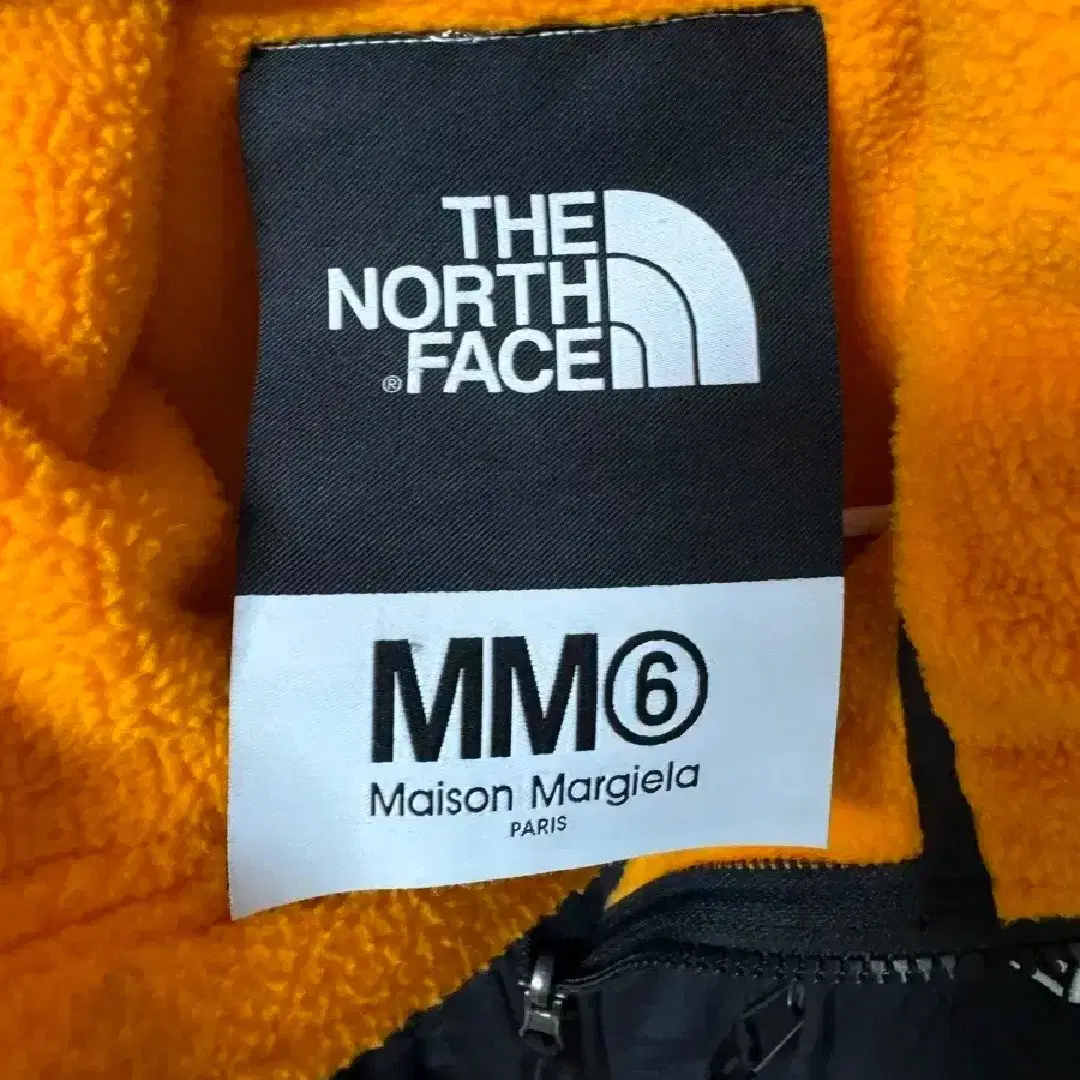 THE
NORTH
®FACE
MM⑥
Maison Margiela
PARIS